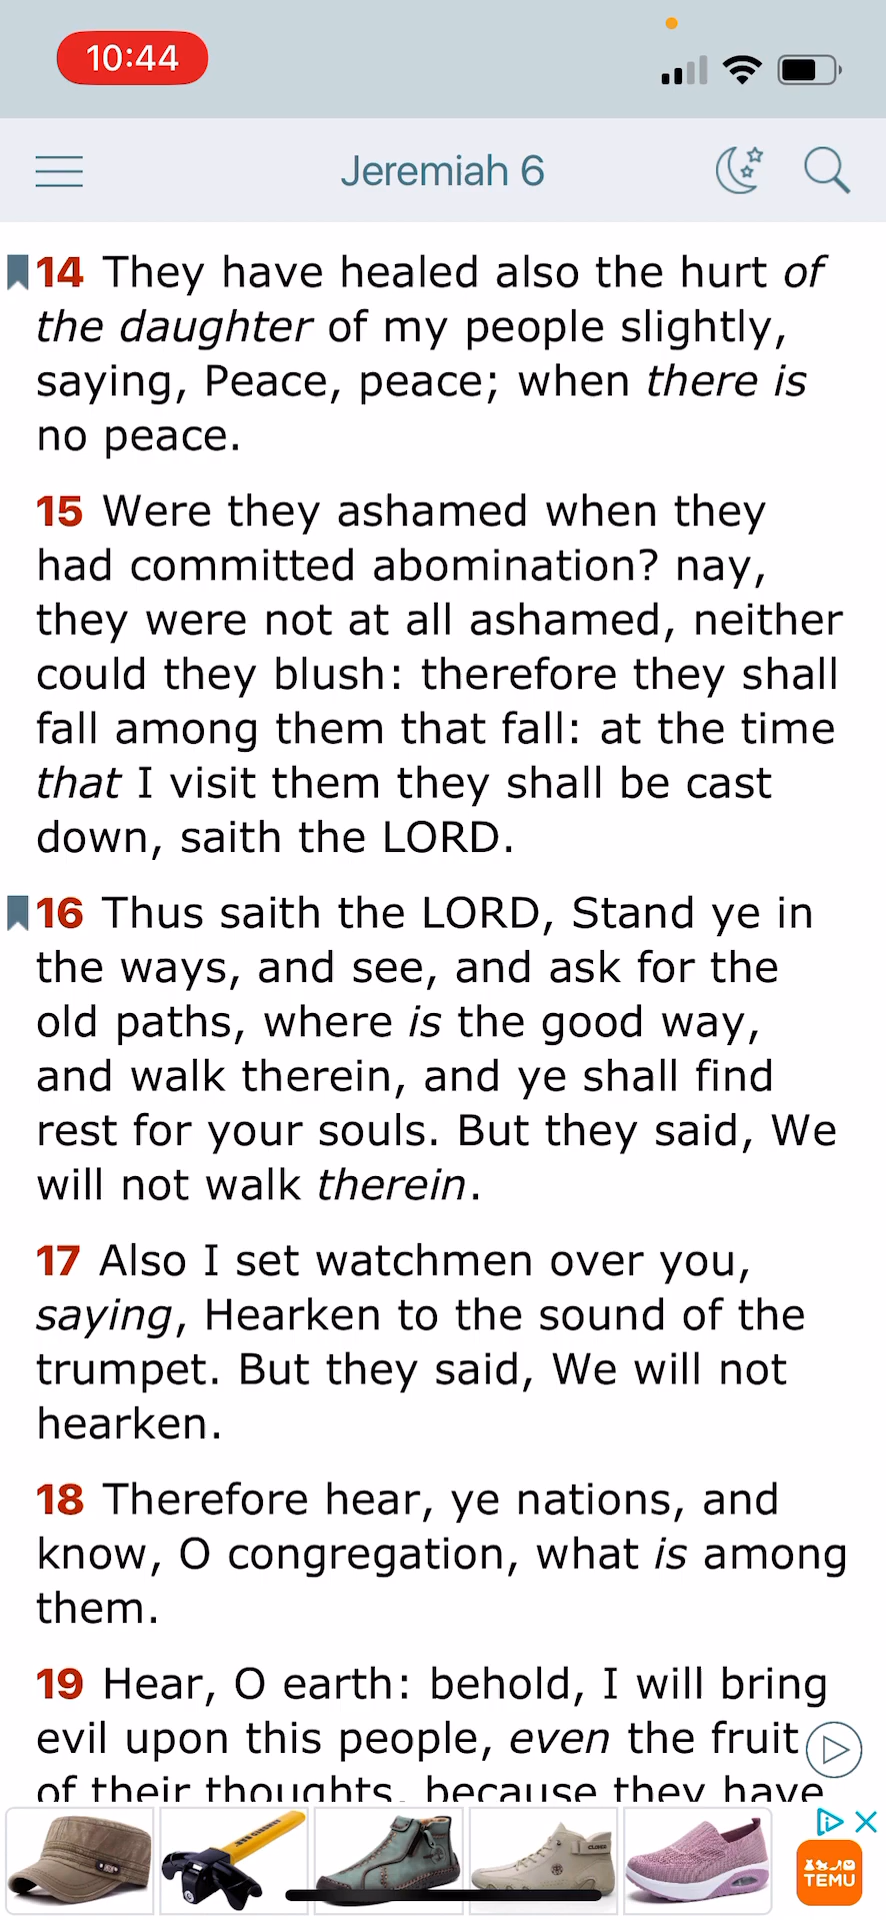 10:44
Jeremiah 6
14 They have healed also the hurt of
the daughter of my people slightly,
saying, Peace, peace; when there is
no peace.
15 Were they ashamed when they
had committed abomination? nay,
they were not at all ashamed, neither
could they blush: therefore they shall
fall among them that fall: at the time
that I visit them they shall be cast
down, saith the LORD.
16 Thus saith the LORD, Stand ye in
the ways, and see, and ask for the
old paths, where is the good way,
and walk therein, and ye shall find
rest for your souls. But they said, We
will not walk therein.
17 Also I set watchmen over you,
saying, Hearken to the sound of the
trumpet. But they said, We will not
hearken.
18 Therefore hear, ye nations, and
know, O congregation, what is among
them.
19 Hear, O earth: behold, I will bring
evil upon this people, even the fruit
of their thoughts, because they have
TEMU